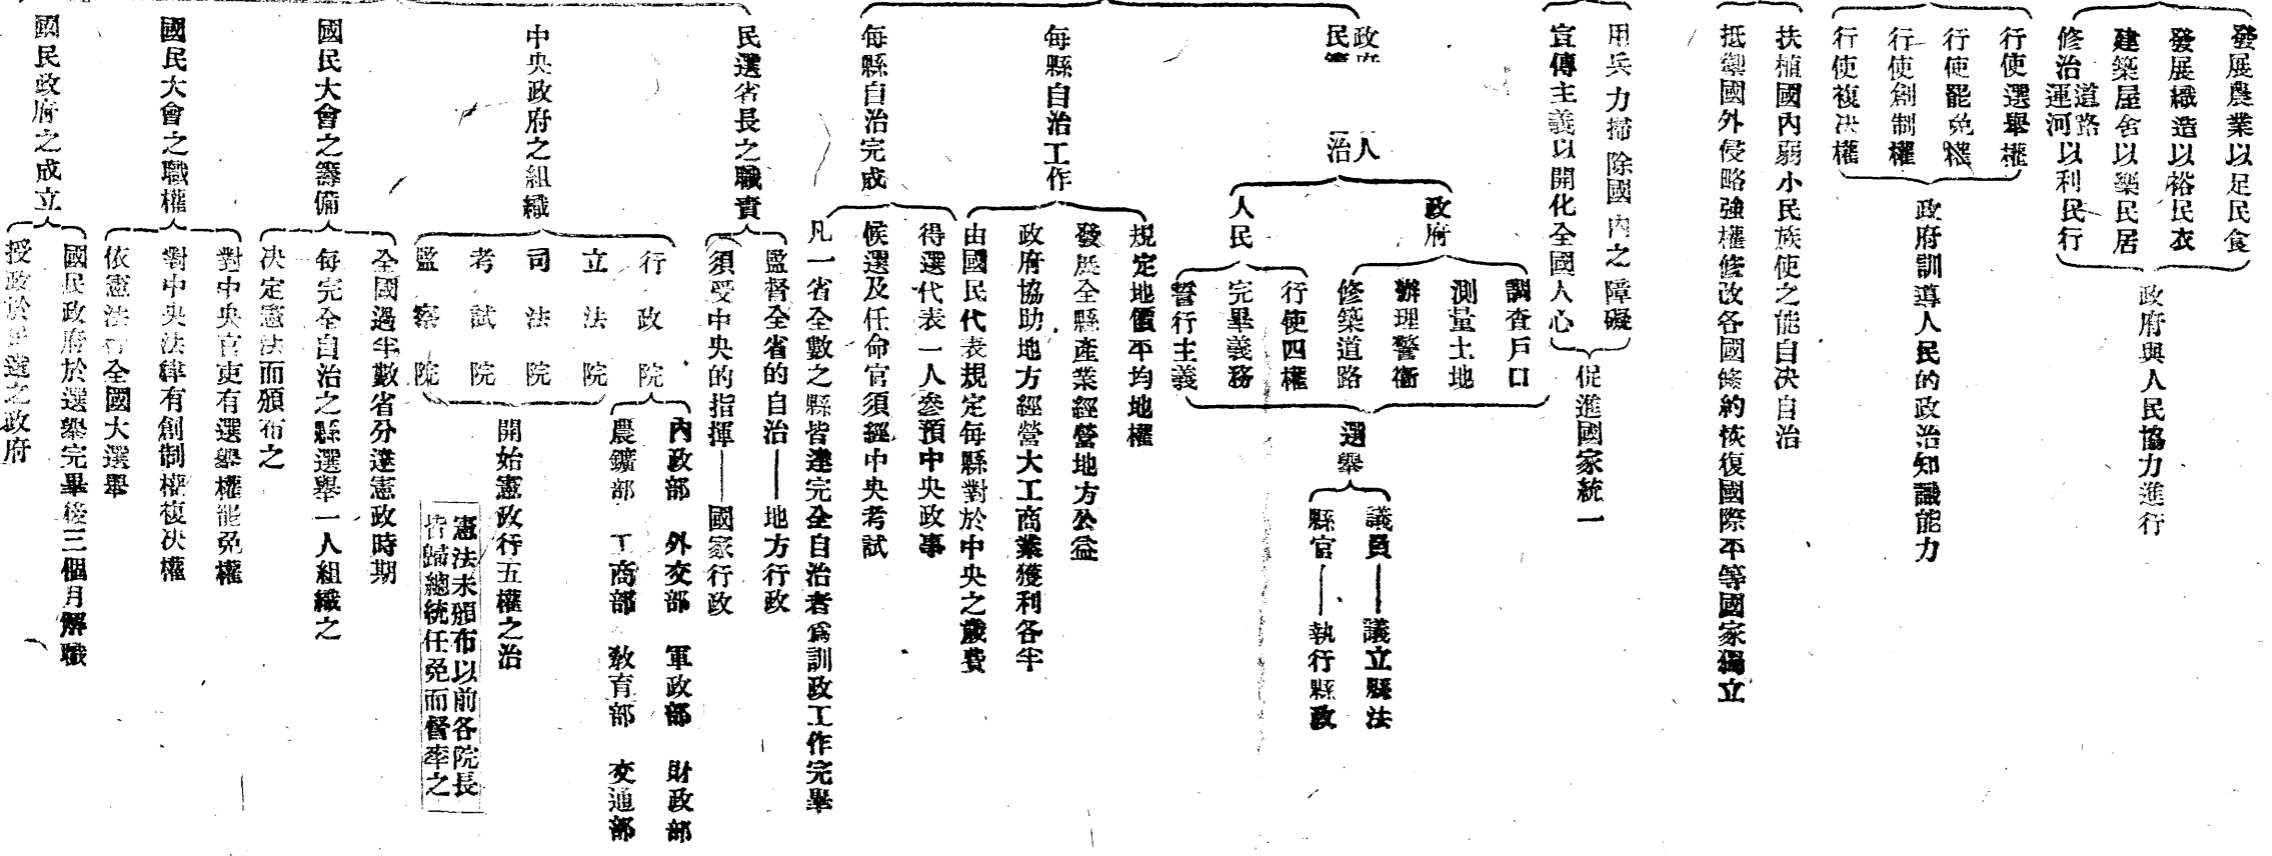 發展農業以足民食
發展織造以裕民衣
建築屋舍以樂民居
修治道路運河以利民行
政府與人民協力進行
行使選舉權
行使罷免權
行使創制權
行使複決權
政府訓導人民的政治知識能力
扶植國內弱小民族使之能自决自治
抵禦國外侵略強權修改各國條約恢復國際不等國家獨立
用兵力掃除國內之障礙
宣傳主義以開化全國人心
促進國家統一
政府人
民治
政府
調查戶口
測量土地
辦理警衞
修築道路
人民
行使四權
完畢義務
誓行主義
選舉
議員——議立縣法
縣官——執行縣政
每縣自治工作
規定地價平均地權
發展全縣產業經營地方公益
政府協助地方經營大工商業獲利各半
由國民代表規定每縣對於中央之歲費
每縣自治完成
得選代表一人參預中央政事
候選及任命官須經中央考試
凡一省全數之縣皆達完全自治者爲訓政工作完畢
民選省長之職責
監督全省的自治——地方行政
須受中央的指揮——國家行政
中央政府之組織
行政院
立法院
司法院
考試院
監察院
內政部 外交部 軍政部 財政部
農鑛部 工商部 敎育部 交通部
開始憲政行五權之治
憲法未頒布以前各院長
皆歸總統任免而督率之
國民大會之籌備
全國過半數省分達憲政時期
每完全自治之縣選舉一人組織之
决定憲法而頒布之
國民大會之職權
對中央官吏有選舉權罷免權
對中央法律有創制權複决權
國民政府之成立
依憲法全國大選舉
國民政府於選舉完畢後三個月解職
授政於民選之政府